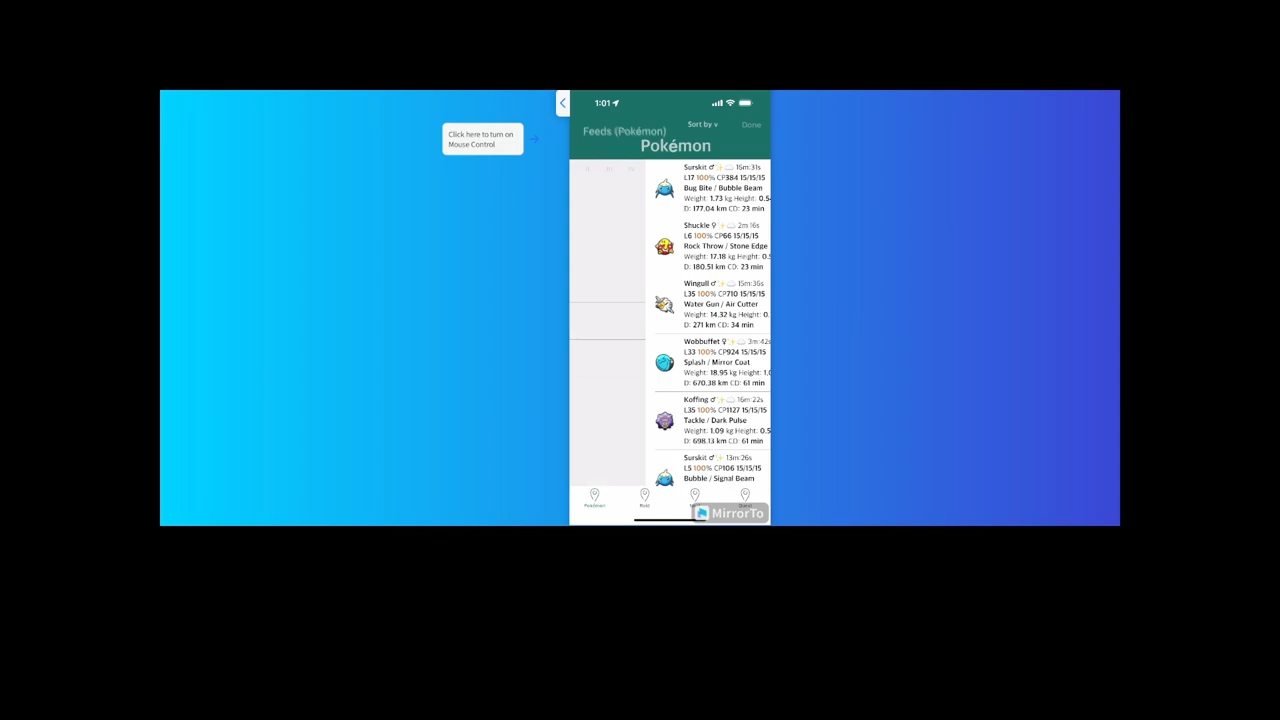 1:01
Click here to turn on
Mouse Control
Feeds (Pokémon)
Sort by v
Done
Pokémon
Surskit ♂ ✨ ☁ 16m:31s
L17 100% CP384 15/15/15
Bug Bite / Bubble Beam
Weight: 1.73 kg Height:
D: 177.04 km CD: 23 min
Shuckle ♀ ✨ ☁ 2m 16s
L6 100% CP66 15/15/15
Rock Throw / Stone Edge
Weight: 17.18 kg Height:
D: 180.51 km CD: 23 min
Wingull ♂ ✨ ☁ 15m:36s
L35 100% CP710 15/15/15
Water Gun / Air Cutter
Weight: 14.32 kg Height: 0.
D: 271 km CD: 34 min
Wobbuffet ♀ ✨ ☁ 3m:42s
L33 100% CP924 15/15/15
Splash / Mirror Coat
Weight: 18.95 kg Height:
D: 670.38 km CD: 61 min
Koffing ♂ ✨ ☁ 16m:22s
L35 100% CP1127 15/15/15
Tackle / Dark Pulse
Weight: 1.09 kg Height:
D: 698.13 km CD: 61 min
Surskit ♂ ✨ 13m:26s
L5 100% CP106 15/15/15
Bubble / Signal Beam
Pokémon
Raid
MirrorTo